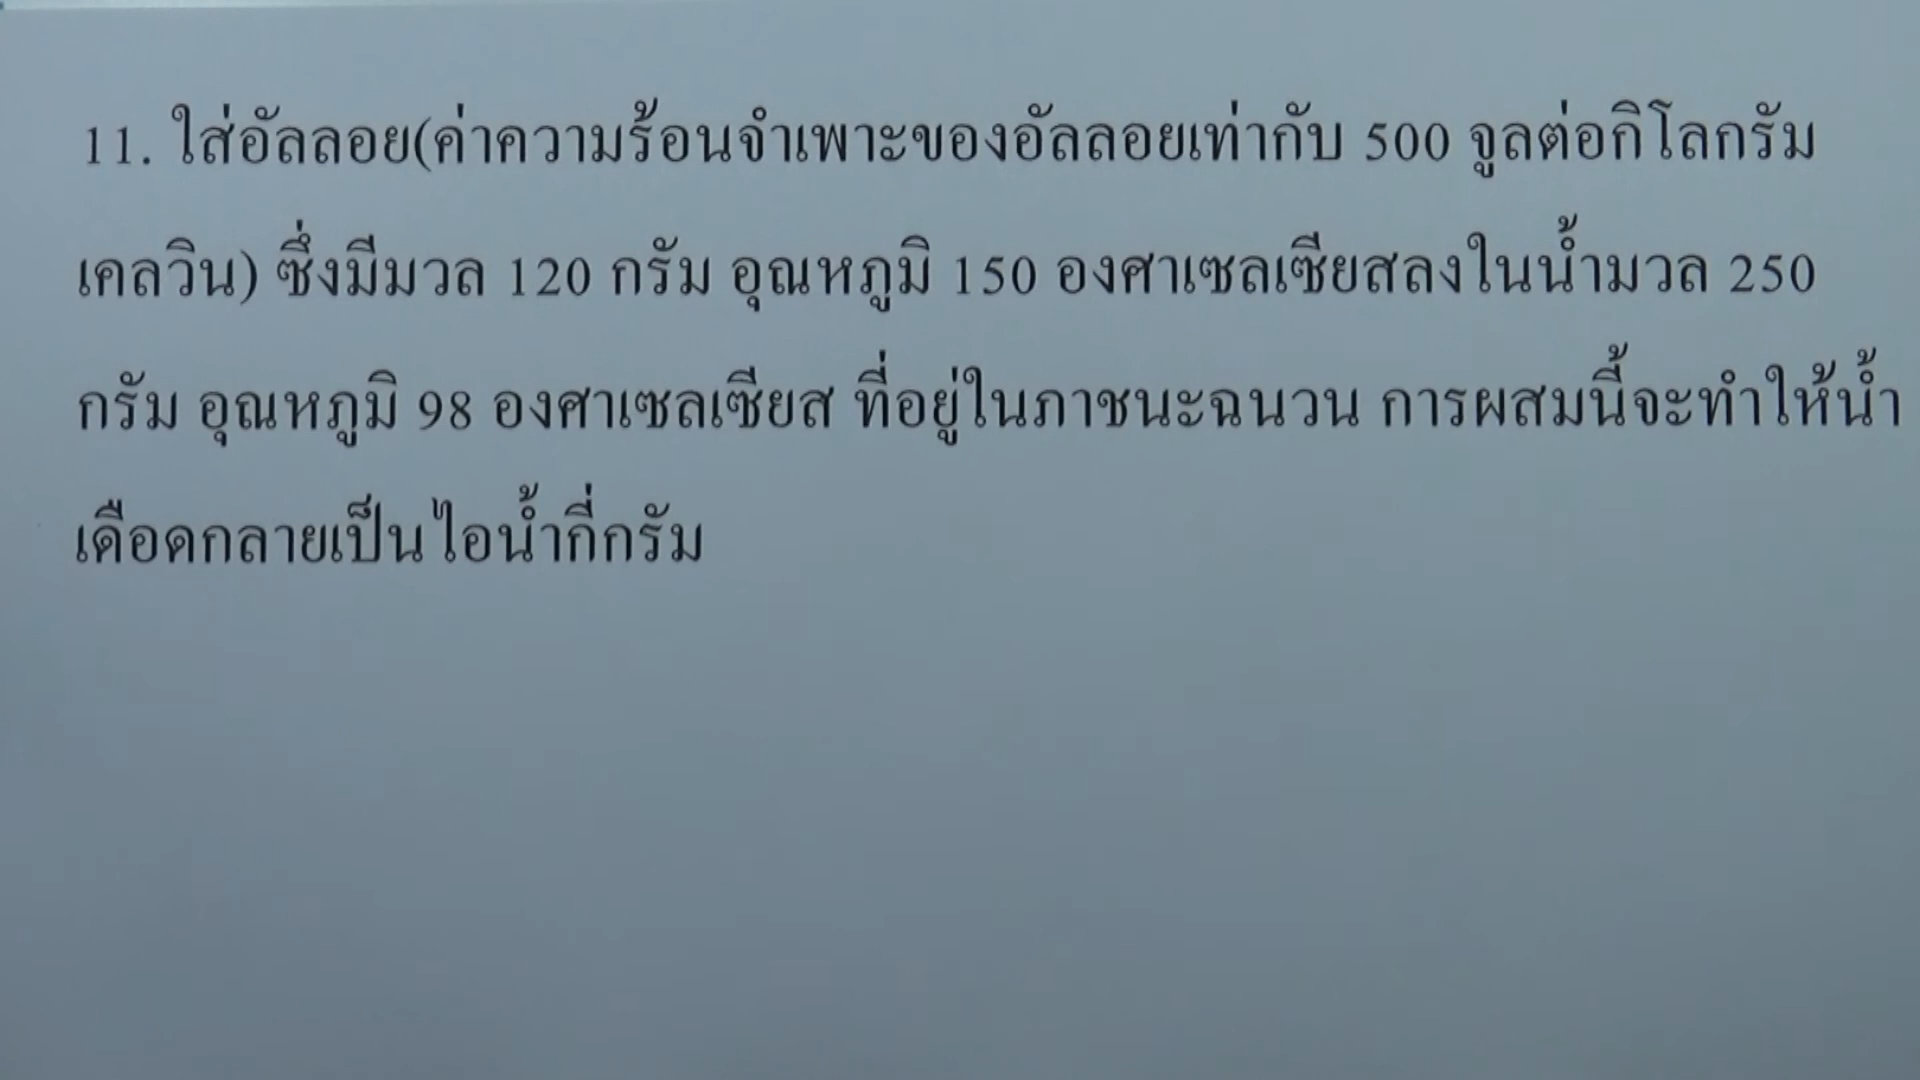 11. ใส่อัลลอย(ค่าความร้อนจำเพาะของอัลลอยเท่ากับ 500 จูลต่อกิโลกรัม
เคลวิน) ซึ่งมีมวล 120 กรัม อุณหภูมิ 150 องศาเซลเซียสลงในน้ำมวล 250
กรัม อุณหภูมิ 98 องศาเซลเซียส ที่อยู่ในภาชนะฉนวน การผสมนี้จะทำให้น้ำ
เดือดกลายเป็นไอน้ำกี่กรัม